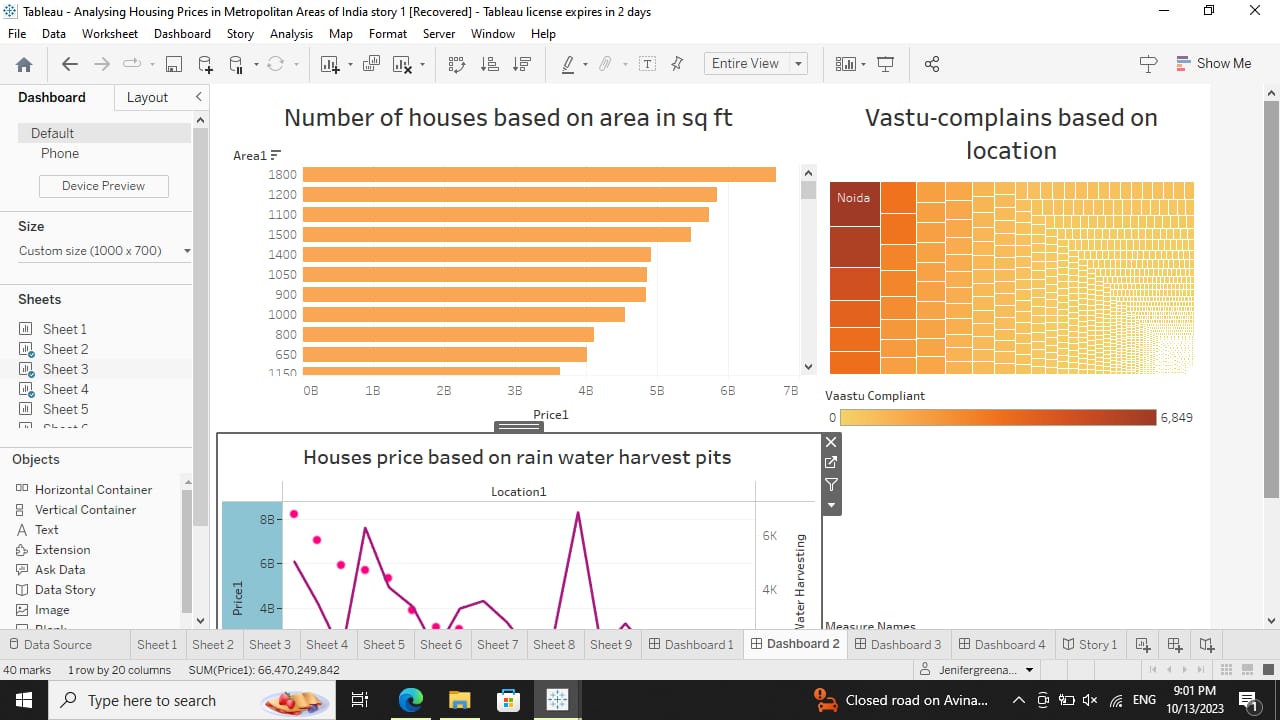 Tableau - Analysing Housing Prices in Metropolitan Areas of India story 1 [Recovered] - Tableau license expires in 2 days
File Data Worksheet Dashboard Story Analysis Map Format Server Window Help
Entire View
Show Me
Dashboard Layout
Default
Phone
Device Preview
Size
Custom size (1000 x 700)
Sheets
Sheet 1
Sheet 2
Sheet 3
Sheet 4
Sheet 5
Objects
Horizontal Container
Vertical Container
Text
Extension
Ask Data
Data Story
Image
Number of houses based on area in sq ft
Area1
1800
1200
1100
1500
1400
1050
900
1000
800
650
1150
0B 1B 2B 3B 4B 5B 6B 7B
Price1
Vastu-complains based on
location
Noida
Vaastu Compliant
0 6,849
Houses price based on rain water harvest pits
Location1
8B
6B
4B
Price1
6K
4K
Water Harvesting
Measure Names
Data Source Sheet 1 Sheet 2 Sheet 3 Sheet 4 Sheet 5 Sheet 6 Sheet 7 Sheet 8 Sheet 9 Dashboard 1 Dashboard 2 Dashboard 3 Dashboard 4 Story 1
40 marks 1 row by 20 columns SUM(Price1): 66,470,249,842 Jenifergreena...
Type here to search
Closed road on Avina...
ENG
9:01 PM
10/13/2023
1